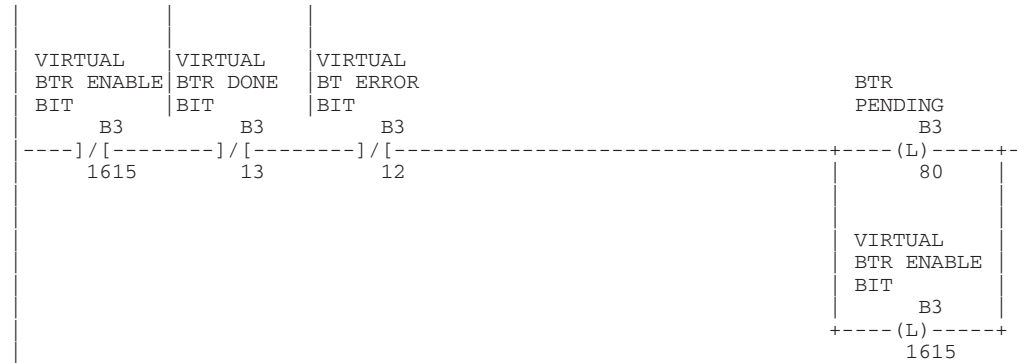 VIRTUAL VIRTUAL VIRTUAL
BTR ENABLE BTR DONE BT ERROR BTR
BIT BIT BIT PENDING
B3 B3 B3 B3
----]/[--------]/[--------]/[---------------------------------+----(L)-----+-
1615 13 12 80
VIRTUAL
BTR ENABLE
BIT
B3
+----(L)-----+
1615